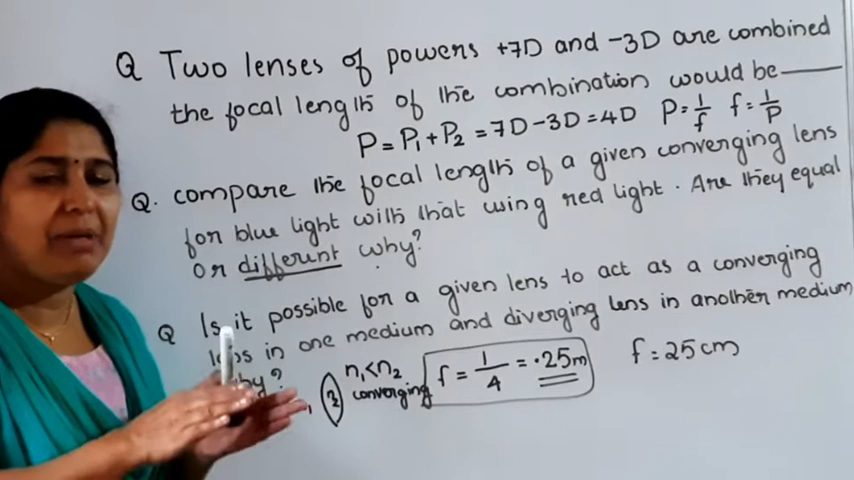 Q Two lenses of powers +7D and -3D are combined
the focal length of the combination would be
P = P₁ + P₂ = 7D - 3D = 4D P = 1/f f = 1/P
Q. compare the focal length of a given converging lens
for blue light with that using red light. Are they equal
or different why?
Q Is it possible for a given lens to act as a converging
lens in one medium and diverging lens in another medium
why?
n₁<n₂
converging
2
f = 1/4 = .25m
f = 25cm